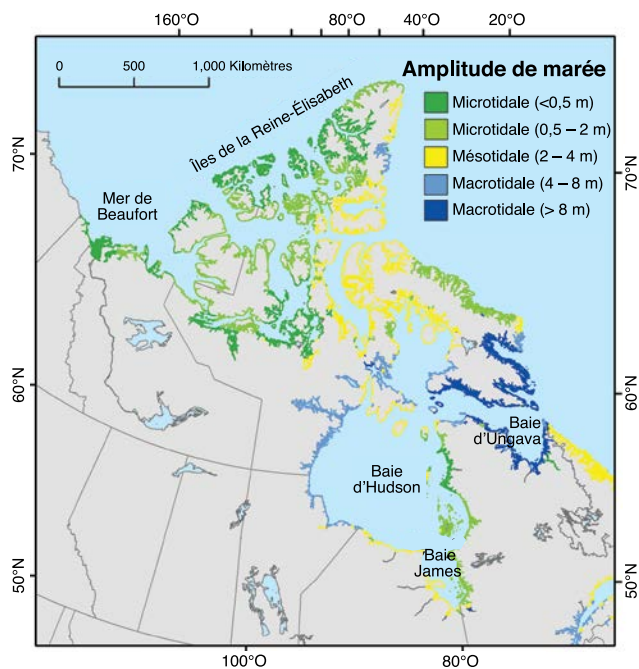 160°O 80°O 60°O 40°O 30°O 20°O
0 500 1,000 Kilomètres
Amplitude de marée
Microtidale (<0,5 m)
Microtidale (0,5 – 2 m)
Mésotidale (2 – 4 m)
Macrotidale (4 – 8 m)
Macrotidale (> 8 m)
Îles de la Reine-Élisabeth
70°N
70°N
Mer de
Beaufort
60°N
60°N
Baie
d'Ungava
Baie
d'Hudson
Baie
James
50°N
50°N
100°O 80°O